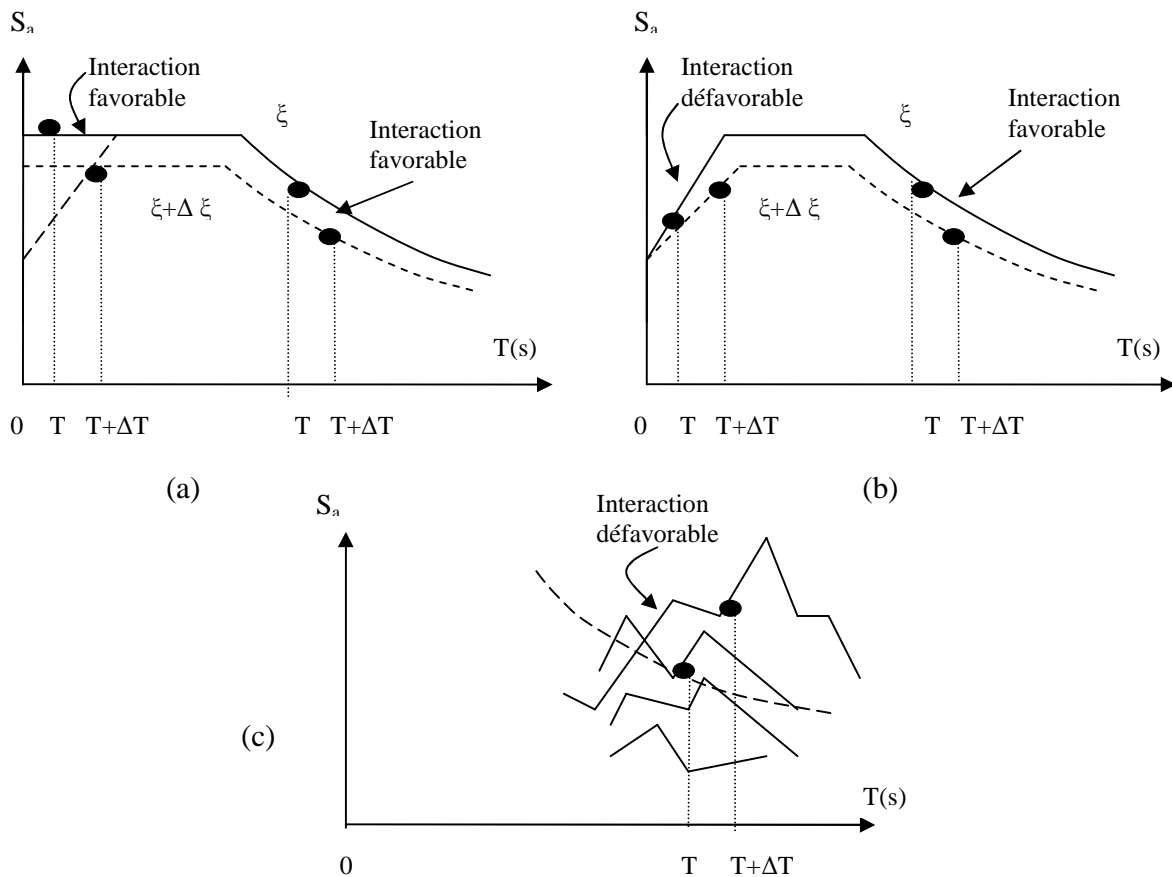 Sₐ
Interaction
favorable
ξ
Interaction
favorable
ξ+Δ ξ
T(s)
0 T T+ΔT T T+ΔT
(a)
Sₐ
Interaction
défavorable
ξ
Interaction
favorable
ξ+Δ ξ
T(s)
0 T T+ΔT T T+ΔT
(b)
Sₐ
Interaction
défavorable
(c)
T(s)
0 T T+ΔT